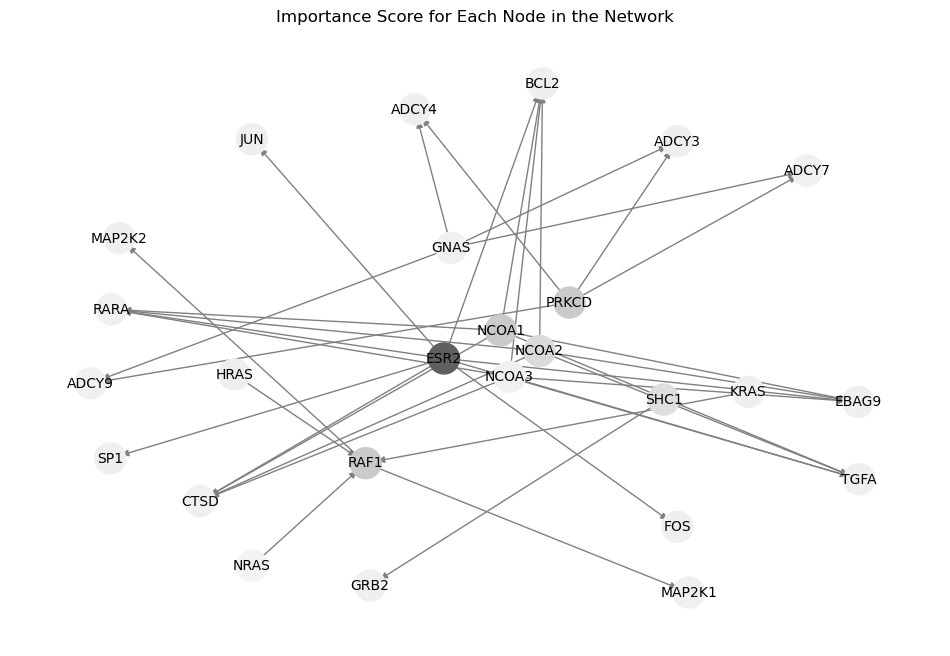 Importance Score for Each Node in the Network
BCL2
ADCY4
JUN
ADCY3
ADCY7
MAP2K2
GNAS
RARA
PRKCD
NCOA1
NCOA2
ESR2
HRAS
NCOA3
ADCY9
KRAS
SHC1
EBAG9
SP1
RAF1
TGFA
CTSD
FOS
NRAS
GRB2
MAP2K1